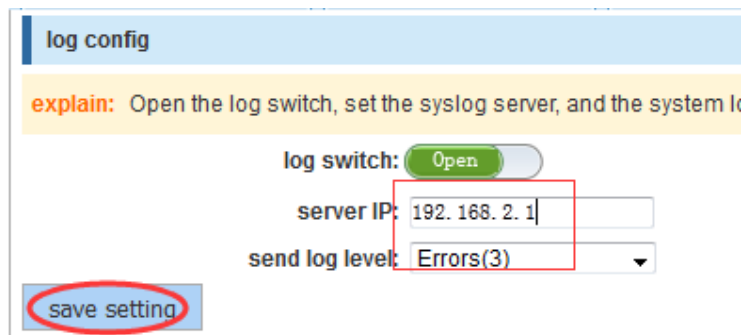 log config
explain: Open the log switch, set the syslog server, and the system
log switch: Open
server IP: 192. 168. 2. 1
send log level: Errors(3)
save setting